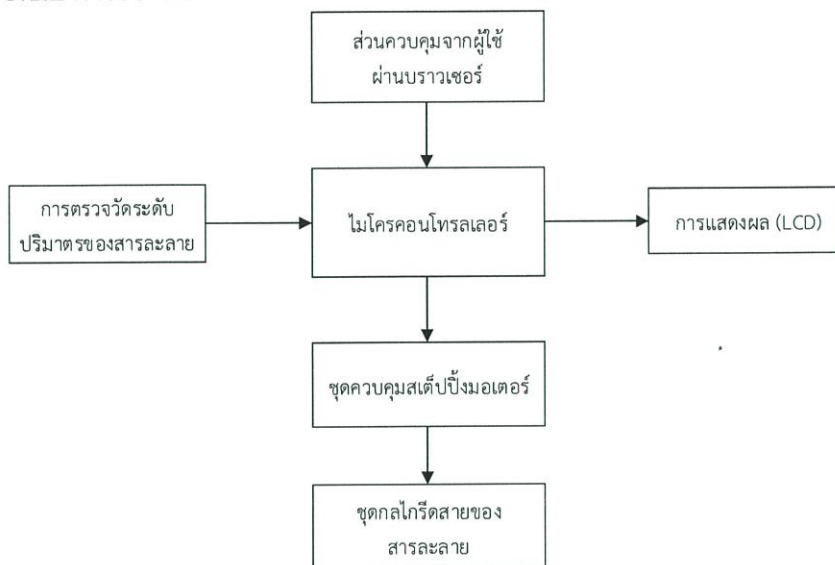 ส่วนควบคุมจากผู้ใช้
ผ่านบราวเซอร์
การตรวจวัดระดับ
ปริมาตรของสารละลาย
ไมโครคอนโทรลเลอร์
การแสดงผล (LCD)
ชุดควบคุมสเต็ปปิ้งมอเตอร์
ชุดกลไกรีดสายของ
สารละลาย